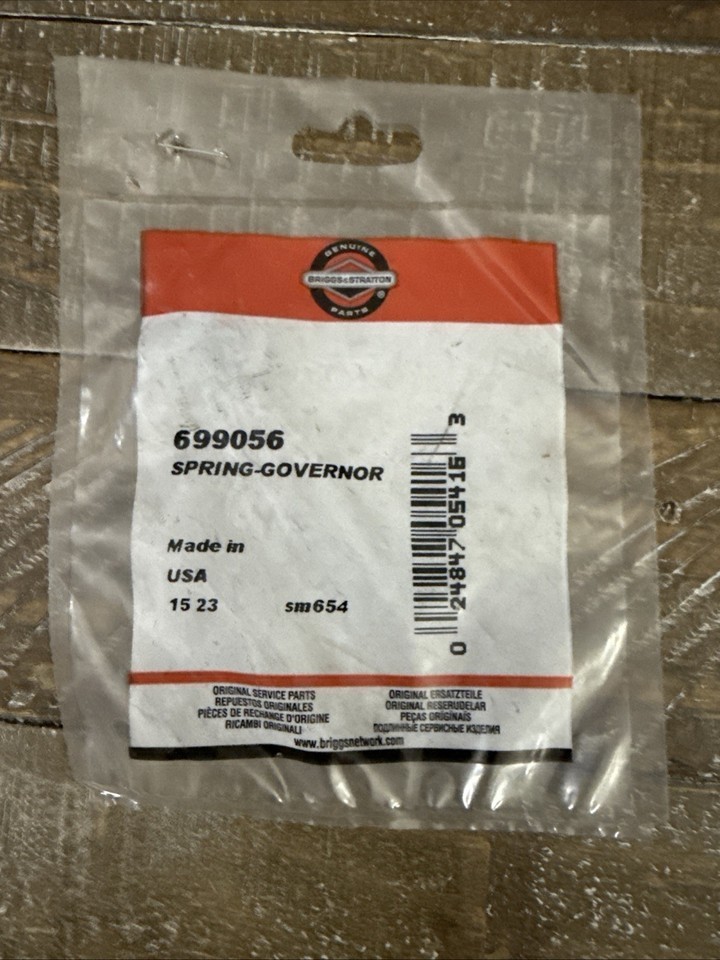 GENUINE
BRIGGS&STRATTON
®
PARTS
699056
SPRING-GOVERNOR
Made in
USA
15 23 sm654
0 24847 05416 3
ORIGINAL SERVICE PARTS
REPUESTOS ORIGINALES
PIÈCES DE RECHANGE D'ORIGINE
RICAMBI ORIGINALI
ORIGINAL ERSATZTEILE
ORIGINAL RESERUDELAR
PEÇAS ORIGINAIS
ПОДЛИННЫЕ СЕРВИСНЫЕ ИЗДЕЛИЯ
www.briggsnetwork.com